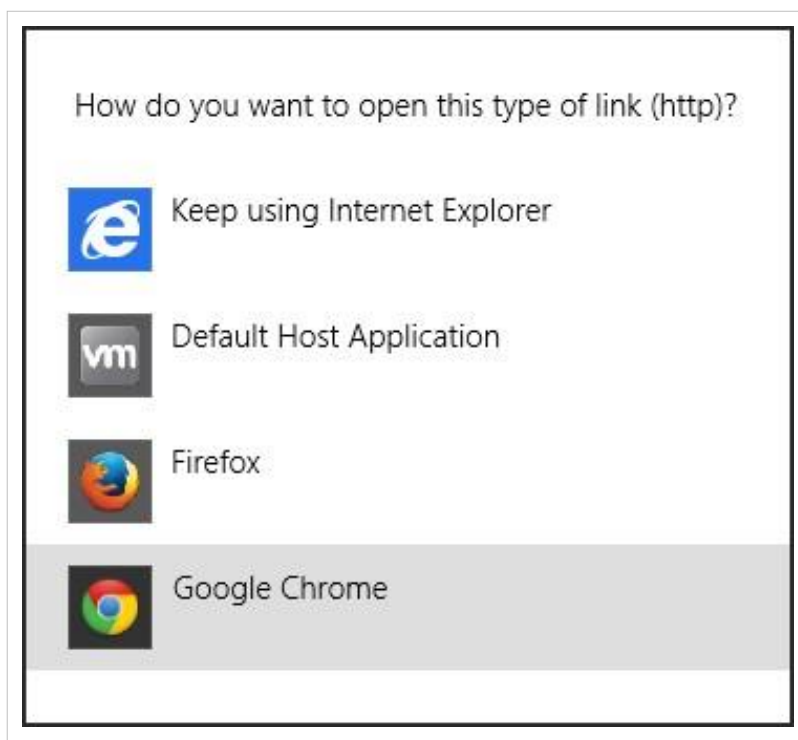 How do you want to open this type of link (http)?
Keep using Internet Explorer
vm
Default Host Application
Firefox
Google Chrome